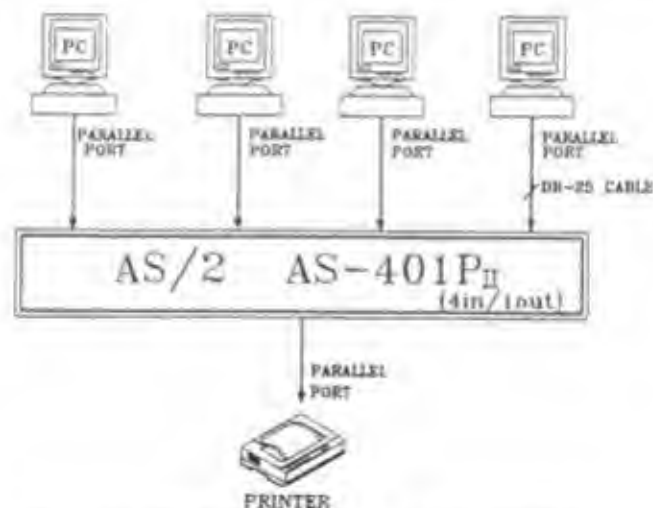 PC PC PC PC
PARALLEL PORT
PARALLEL PORT
PARALLEL PORT
PARALLEL PORT
DB-25 CABLE
AS/2 AS-401PII
(4in/1out)
PARALLEL PORT
PRINTER